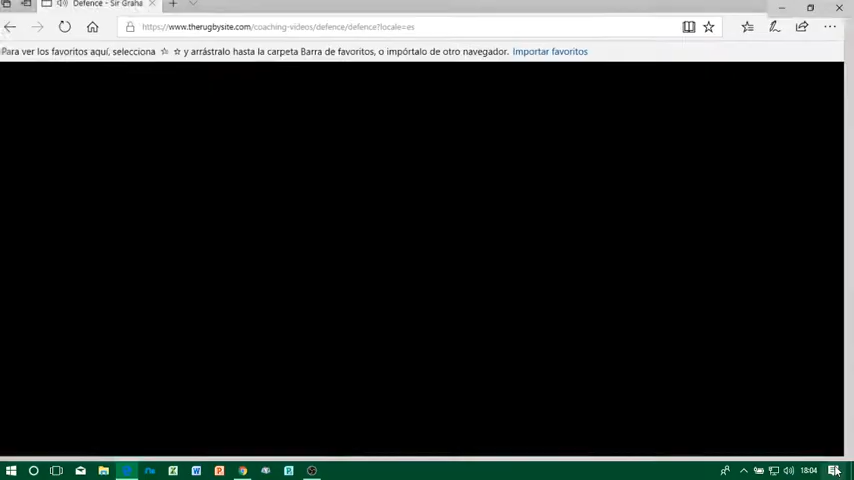 Defence - Sir Graha
https://www.therugbysite.com/coaching-videos/defence/defence?locale=es
Para ver los favoritos aquí, selecciona y arrástralo hasta la carpeta Barra de favoritos, o impórtalo de otro navegador. Importar favoritos
18:04